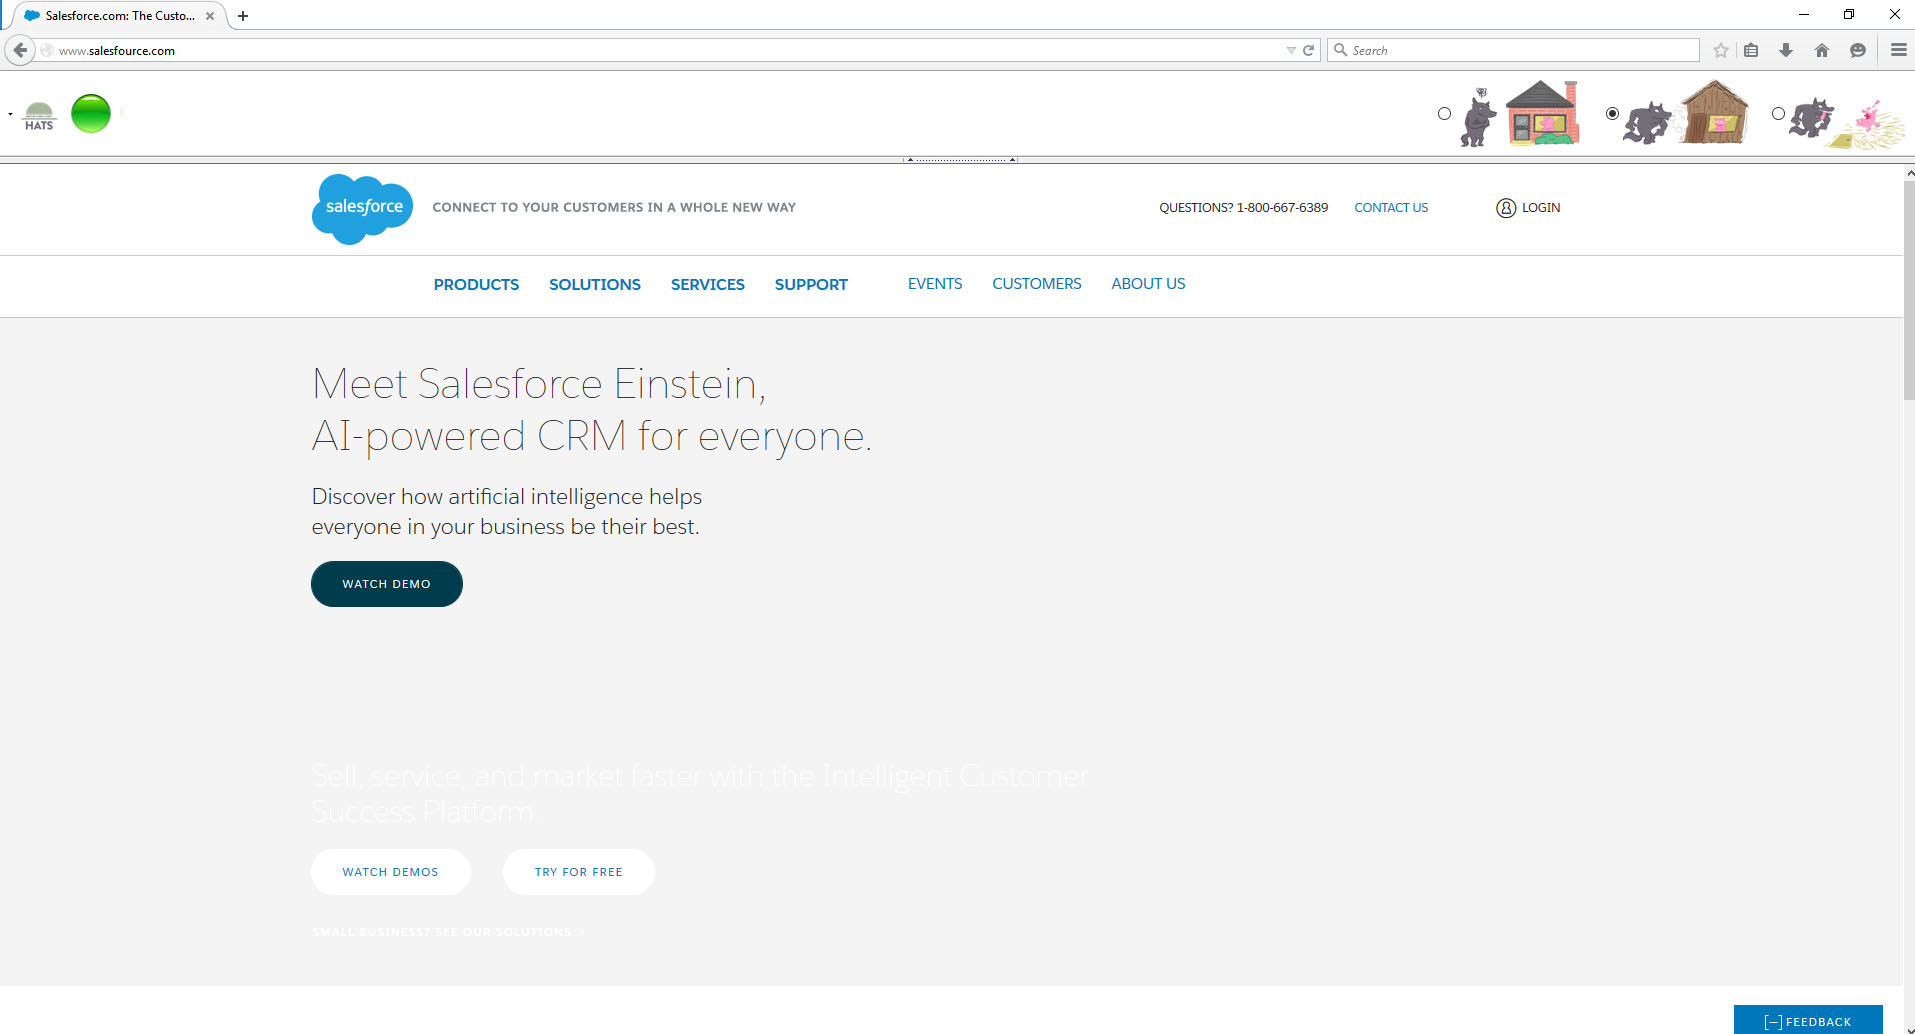 Salesforce.com: The Custo...
www.salesfource.com
Search
HATS
salesforce
CONNECT TO YOUR CUSTOMERS IN A WHOLE NEW WAY
QUESTIONS? 1-800-667-6389
CONTACT US
LOGIN
PRODUCTS
SOLUTIONS
SERVICES
SUPPORT
EVENTS
CUSTOMERS
ABOUT US
Meet Salesforce Einstein,
AI-powered CRM for everyone.
Discover how artificial intelligence helps
everyone in your business be their best.
WATCH DEMO
Sell, service, and market faster with the Intelligent Customer
Success Platform.
WATCH DEMOS
TRY FOR FREE
SMALL BUSINESS? SEE OUR SOLUTIONS >
[–] FEEDBACK